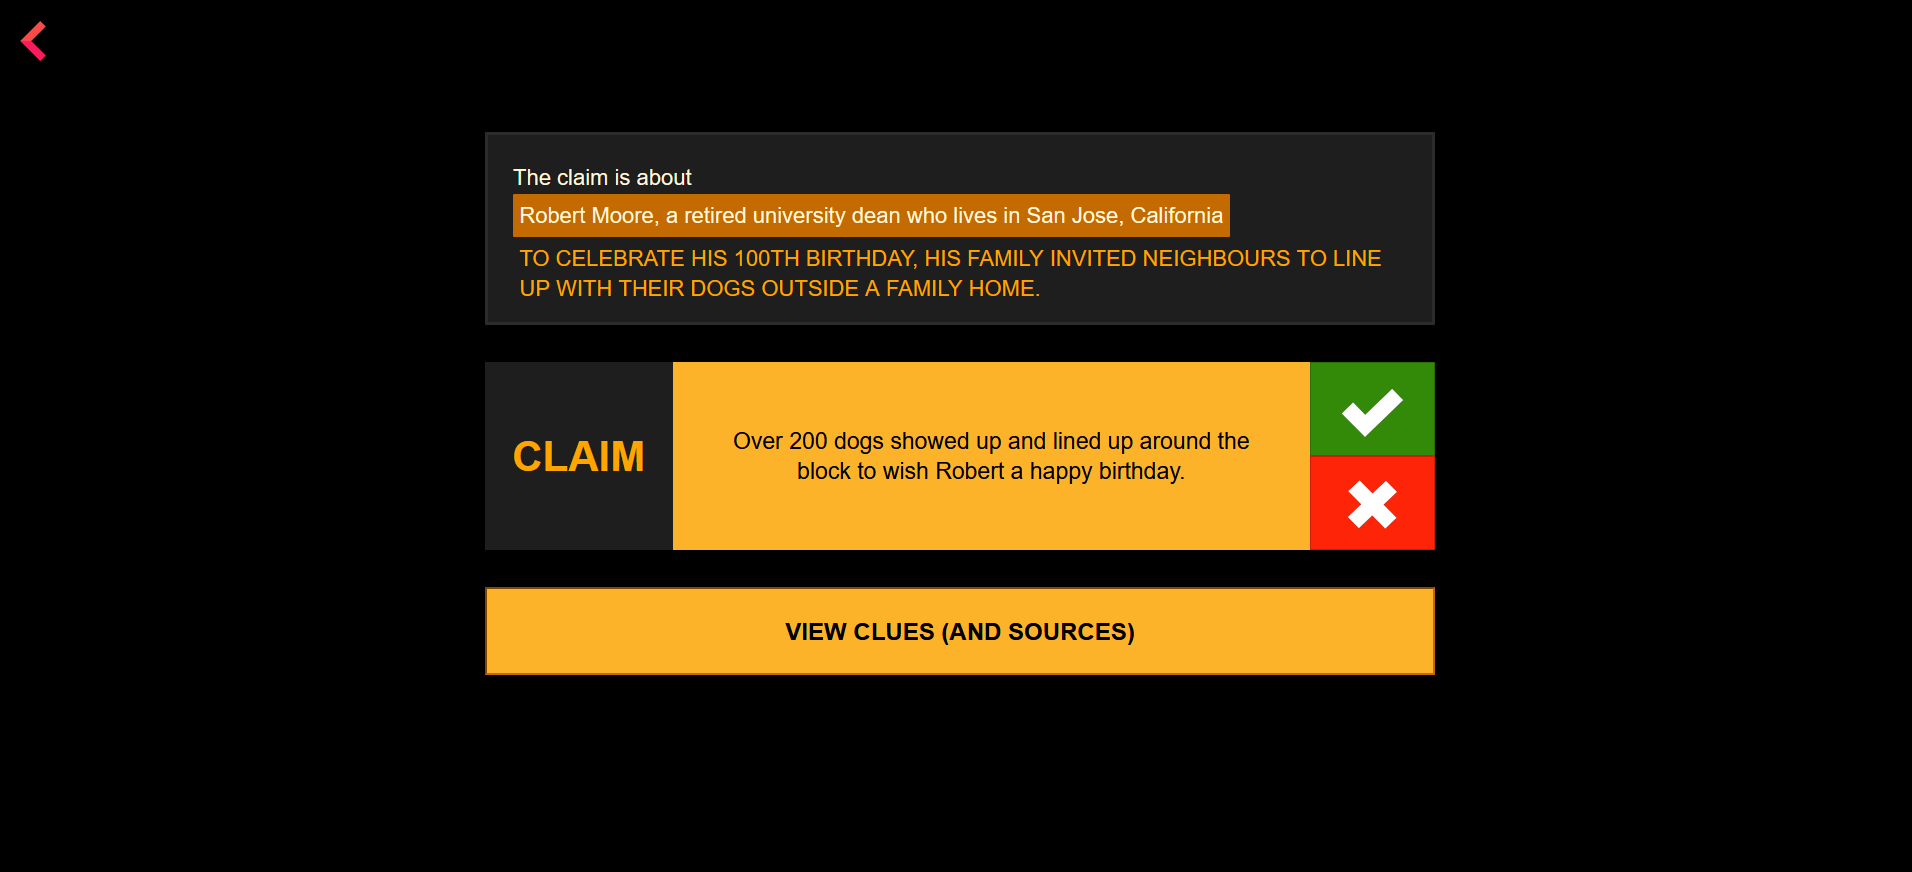 The claim is about
Robert Moore, a retired university dean who lives in San Jose, California
TO CELEBRATE HIS 100TH BIRTHDAY, HIS FAMILY INVITED NEIGHBOURS TO LINE
UP WITH THEIR DOGS OUTSIDE A FAMILY HOME.
CLAIM
Over 200 dogs showed up and lined up around the
block to wish Robert a happy birthday.
VIEW CLUES (AND SOURCES)